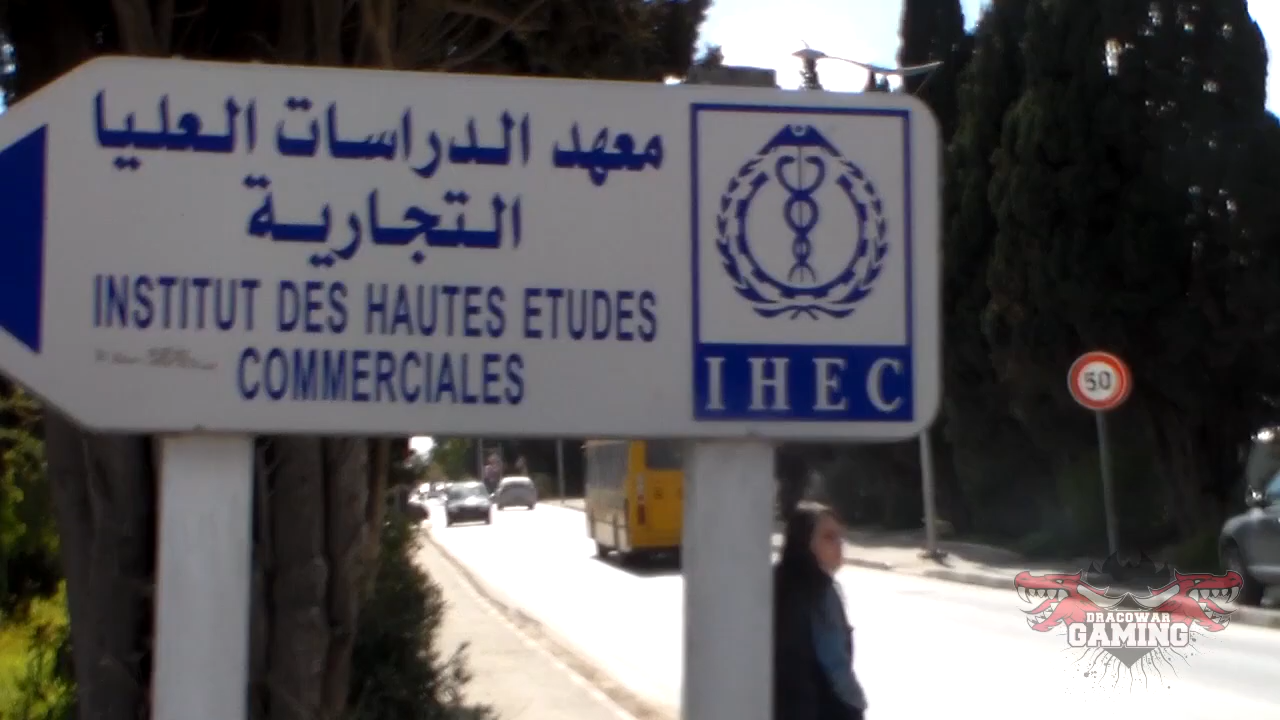 معهد الدراسات العليا
التجارية
INSTITUT DES HAUTES ETUDES
COMMERCIALES
IHEC
50
DRACOWAR
GAMING